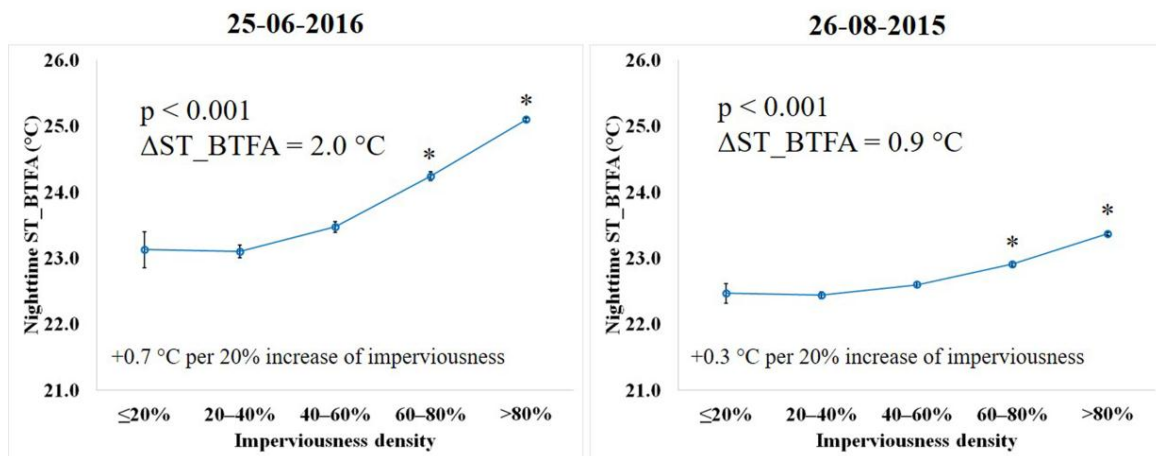 25-06-2016
26.0
25.0
24.0
23.0
22.0
21.0
Nighttime ST_BTFA (°C)
p < 0.001
ΔST_BTFA = 2.0 °C
*
*
+0.7 °C per 20% increase of imperviousness
≤20% 20–40% 40–60% 60–80% >80%
Imperviousness density
26-08-2015
26.0
25.0
24.0
23.0
22.0
21.0
Nighttime ST_BTFA (°C)
p < 0.001
ΔST_BTFA = 0.9 °C
*
*
+0.3 °C per 20% increase of imperviousness
≤20% 20–40% 40–60% 60–80% >80%
Imperviousness density